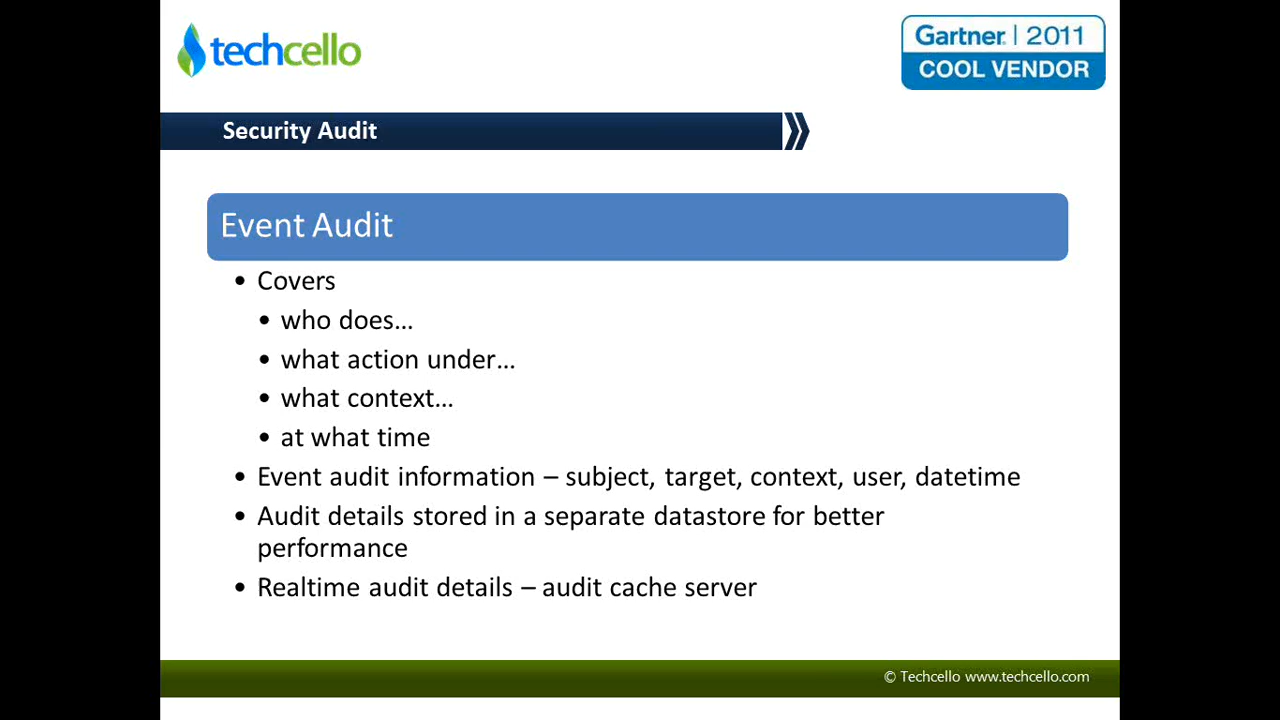 techcello
Gartner | 2011
COOL VENDOR
Security Audit
Event Audit
• Covers
• who does...
• what action under...
• what context...
• at what time
• Event audit information – subject, target, context, user, datetime
• Audit details stored in a separate datastore for better
performance
• Realtime audit details – audit cache server
© Techcello www.techcello.com